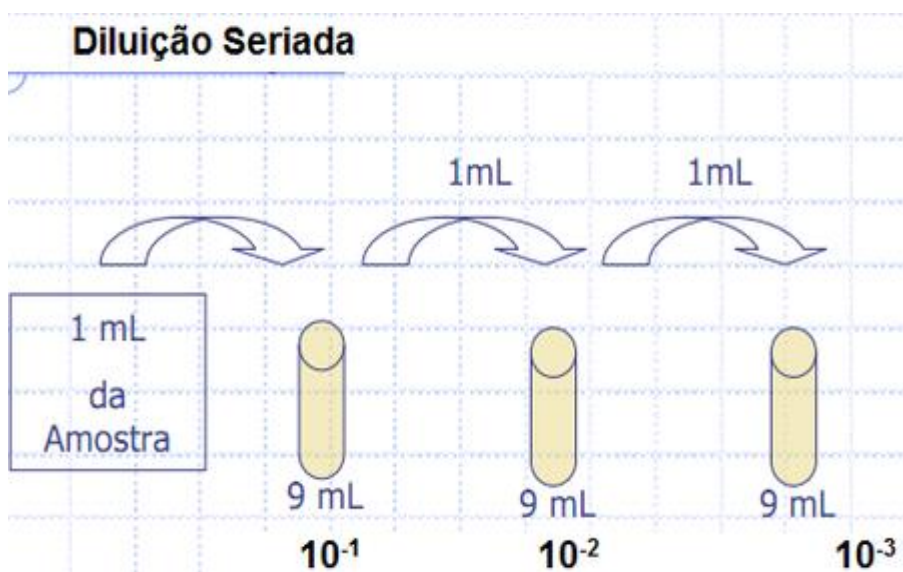 Diluição Seriada
1mL 1mL
1 mL
da
Amostra
9 mL 9 mL 9 mL
10⁻¹ 10⁻² 10⁻³